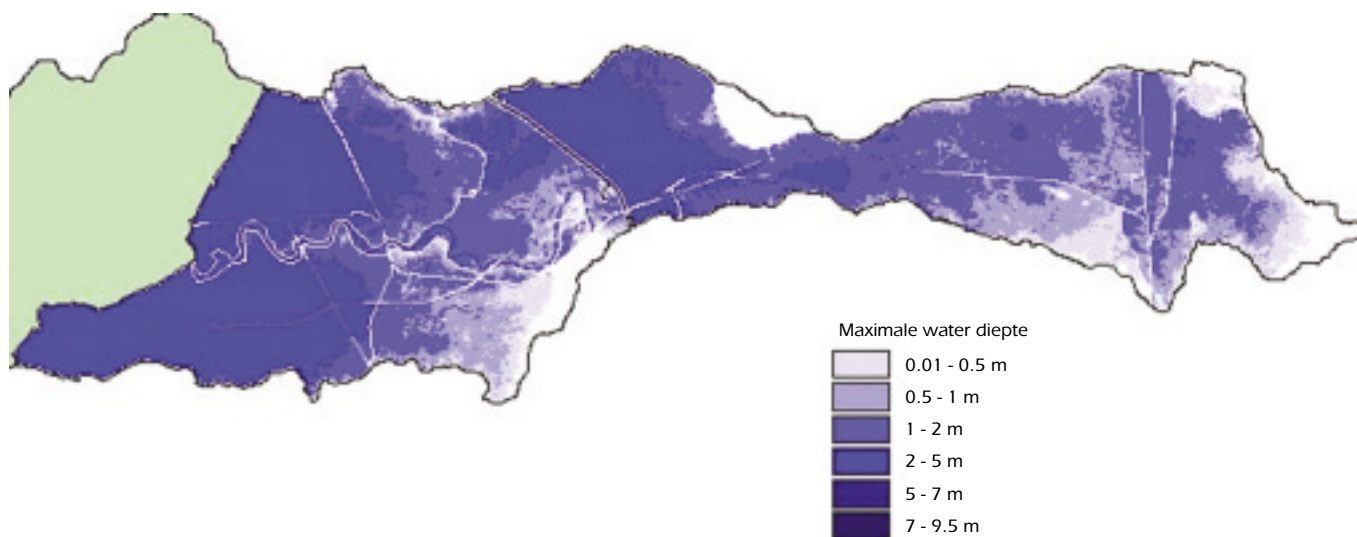 Maximale water diepte
0.01 - 0.5 m
0.5 - 1 m
1 - 2 m
2 - 5 m
5 - 7 m
7 - 9.5 m